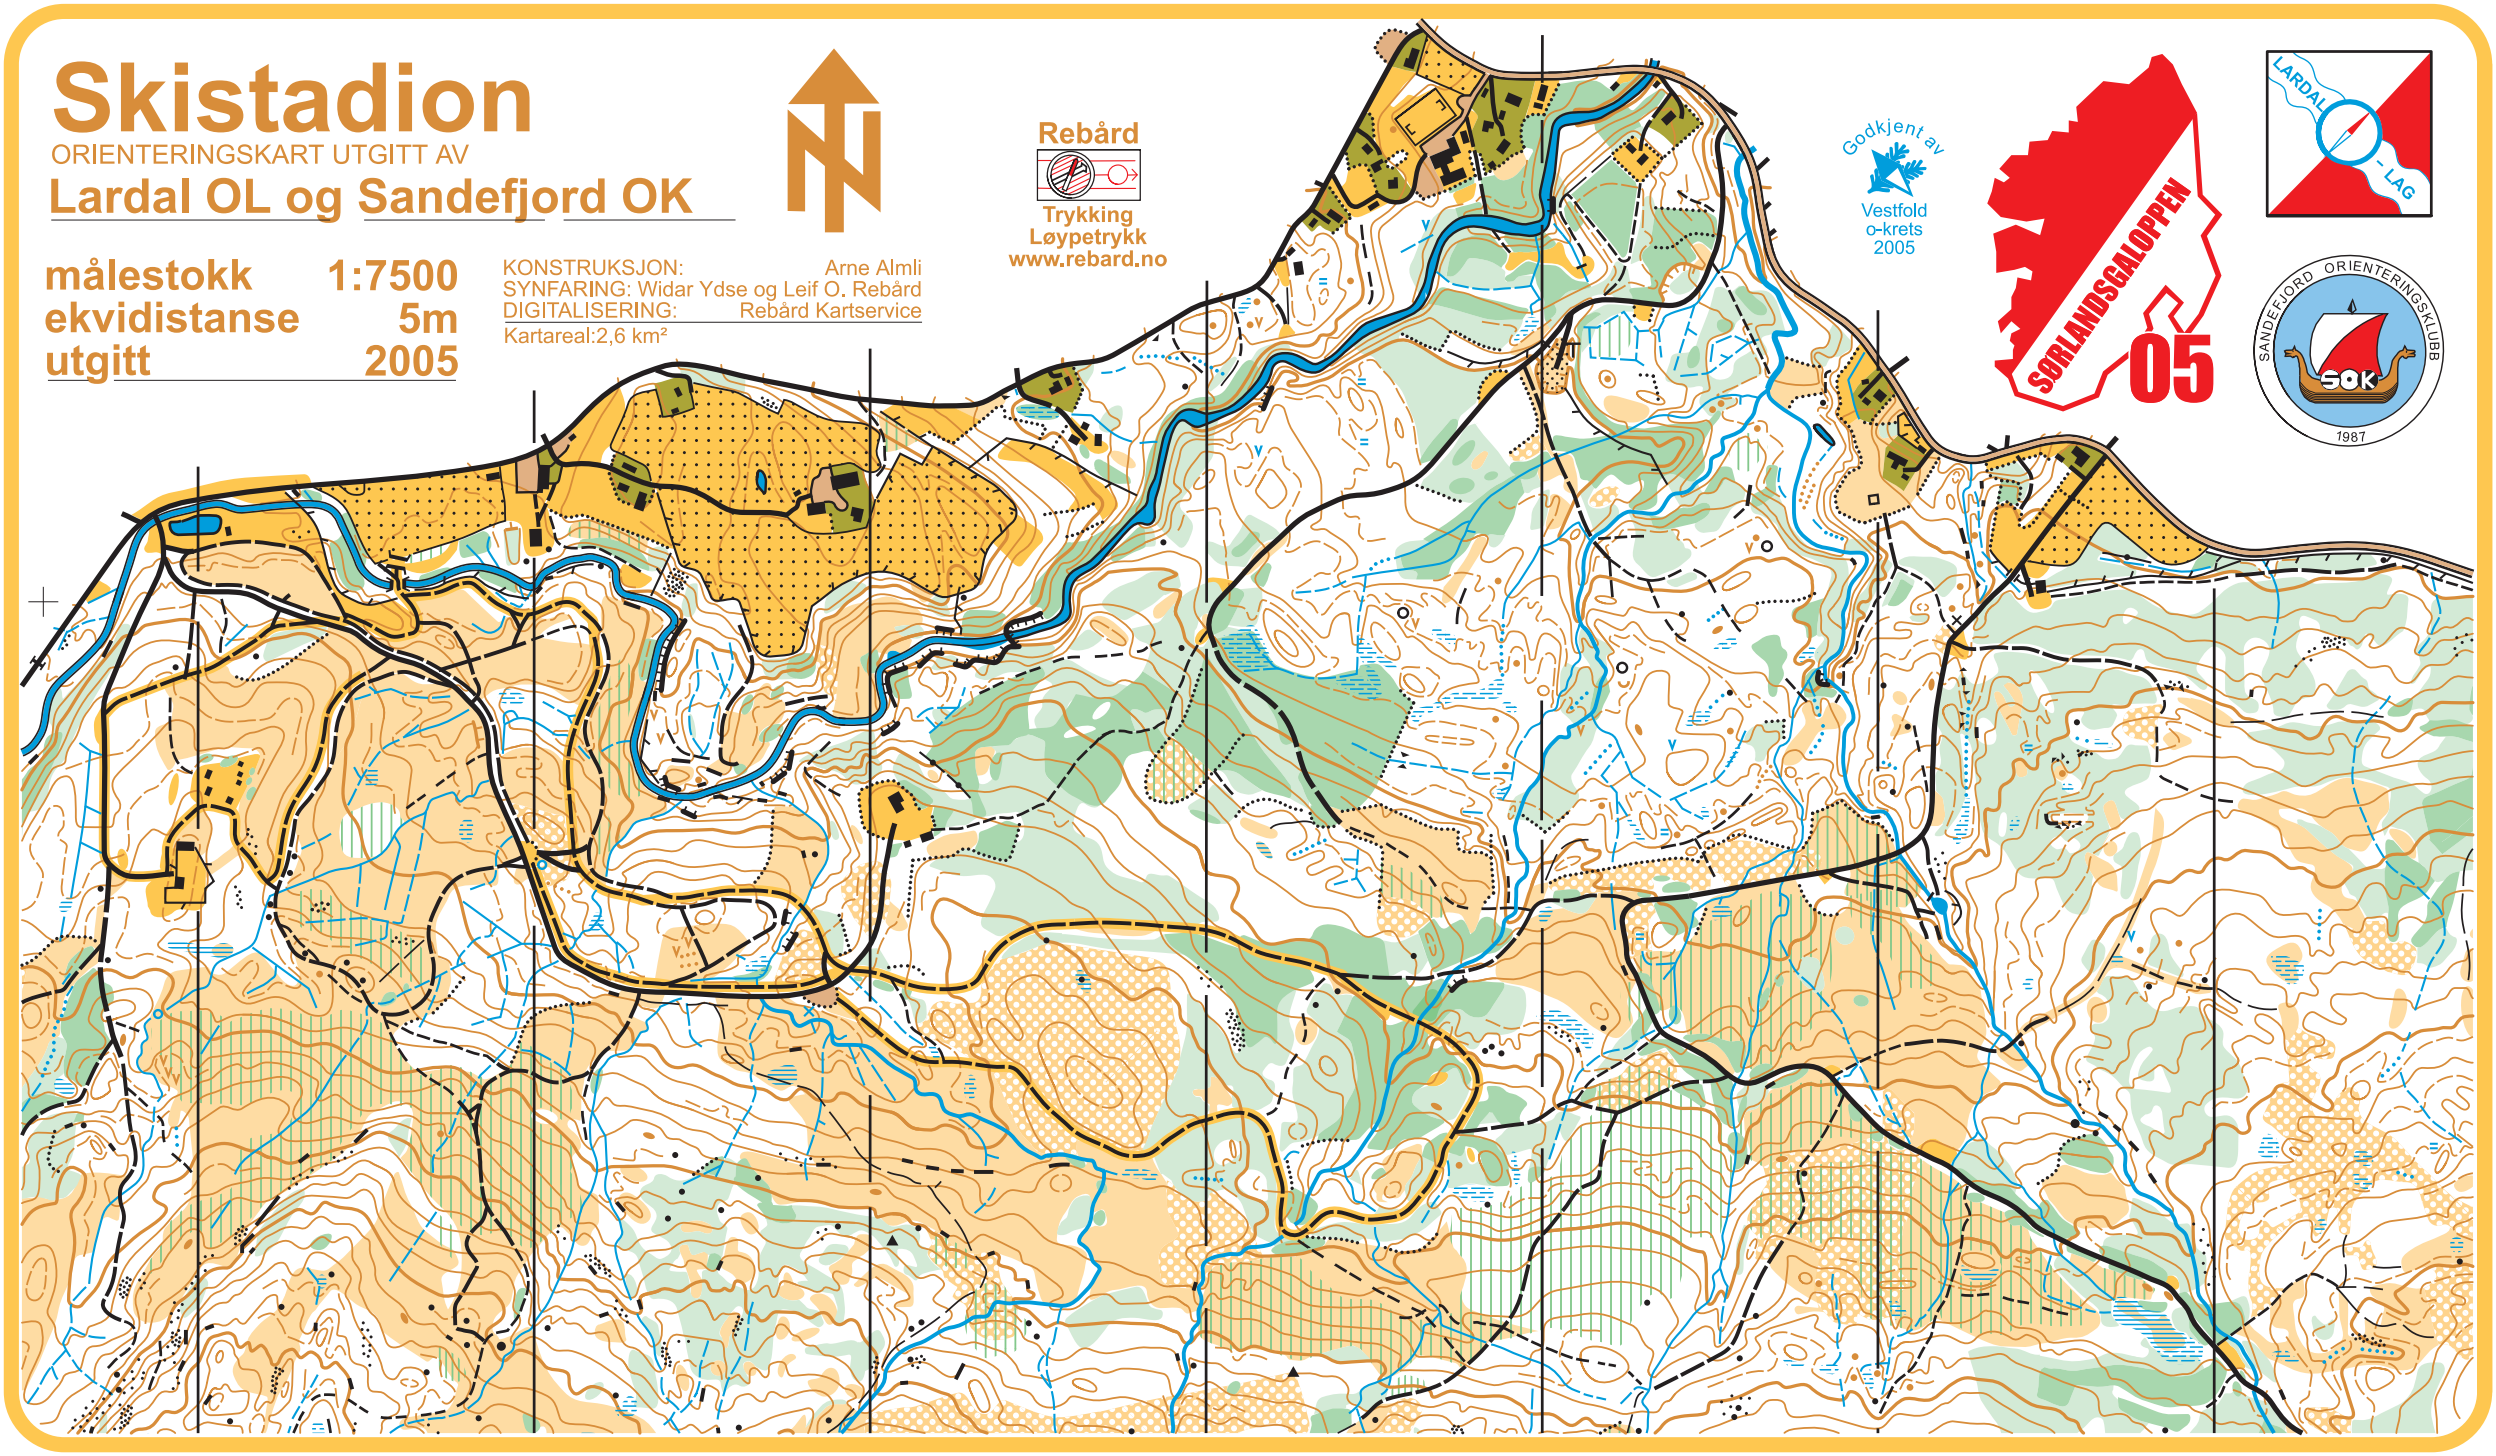 Skistadion
ORIENTERINGSKART UTGITT AV
Lardal OL og Sandefjord OK
målestokk 1:7500
ekvidistanse 5m
utgitt 2005
KONSTRUKSJON: Arne Almli
SYNFARING: Widar Ydse og Leif O. Rebård
DIGITALISERING: Rebård Kartservice
Kartareal:2,6 km²
N
Rebård
Trykking
Løypetrykk
www.rebard.no
Godkjent av
Vestfold
o-krets
2005
SØRLANDSGALOPPEN
05
LARDAL
- LAG
SANDEFJORD ORIENTERINGSKLUBB
SOK
1987